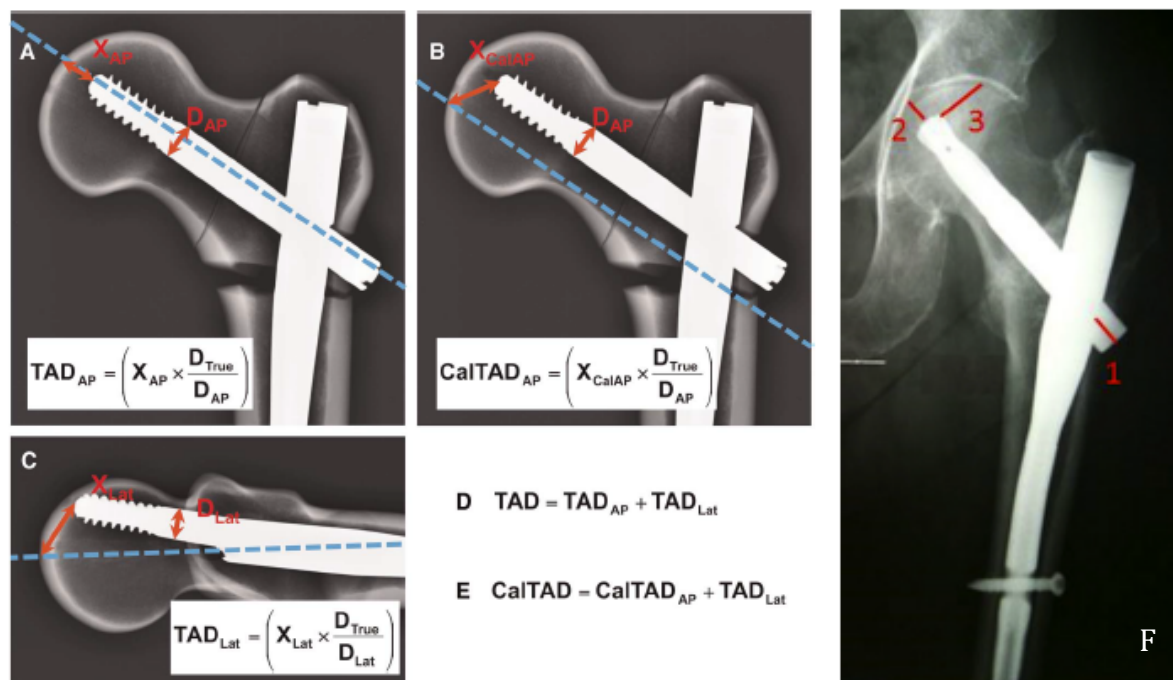 A
X_AP
D_AP
TAD_AP = (X_AP × D_True / D_AP)
B
X_CalAP
D_AP
CalTAD_AP = (X_CalAP × D_True / D_AP)
C
X_Lat
D_Lat
TAD_Lat = (X_Lat × D_True / D_Lat)
D TAD = TAD_AP + TAD_Lat
E CalTAD = CalTAD_AP + TAD_Lat
2 3
1
F